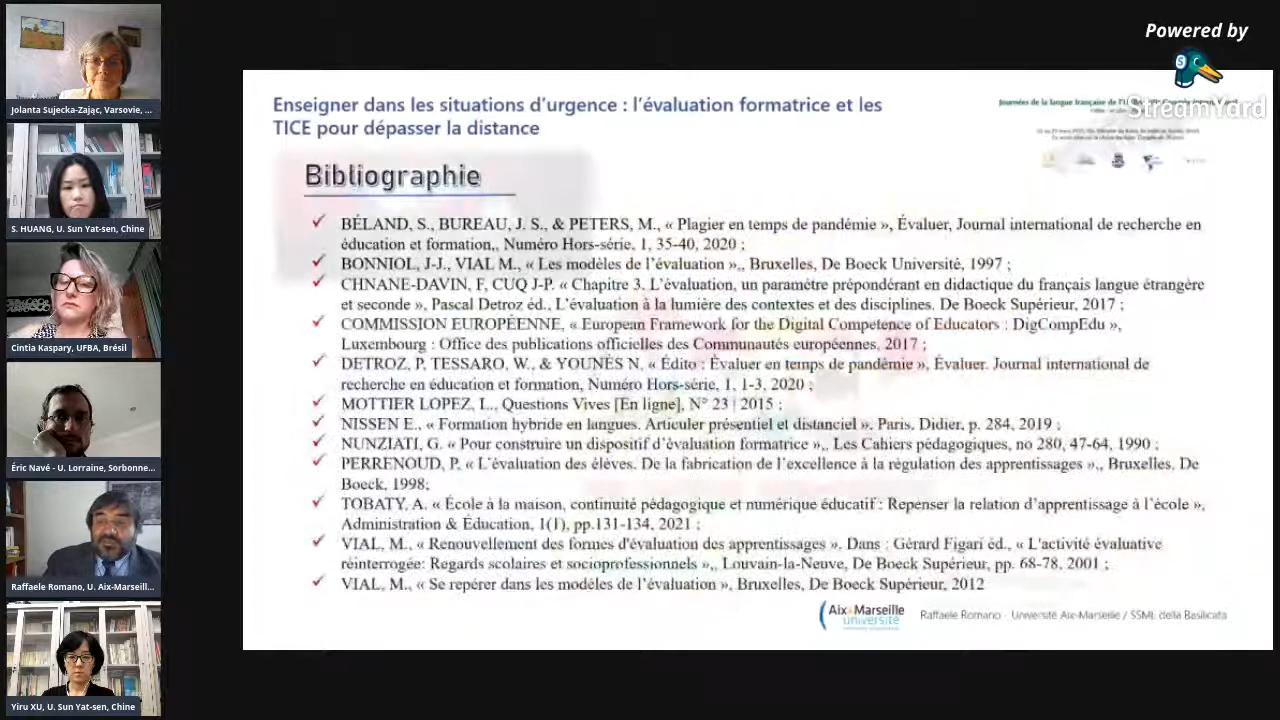 Jolanta Sujecka-Zając, Varsovie, ...
S. HUANG, U. Sun Yat-sen, Chine
Cintia Kaspary, UFBA, Brésil
Éric Navé - U. Lorraine, Sorbonne...
Raffaele Romano, U. Aix-Marseill...
Yiru XU, U. Sun Yat-sen, Chine
Powered by
StreamYard
Enseigner dans les situations d'urgence : l'évaluation formatrice et les
TICE pour dépasser la distance
Journées de la langue française de
Bibliographie
BÉLAND, S., BUREAU, J. S., & PETERS, M., « Plagier en temps de pandémie », Évaluer, Journal international de recherche en
éducation et formation,, Numéro Hors-série, 1, 35-40, 2020 ;
BONNIOL, J-J., VIAL M., « Les modèles de l'évaluation »,, Bruxelles, De Boeck Université, 1997 ;
CHNANE-DAVIN, F, CUQ J-P. « Chapitre 3. L'évaluation, un paramètre prépondérant en didactique du français langue étrangère
et seconde », Pascal Detroz éd., L'évaluation à la lumière des contextes et des disciplines. De Boeck Supérieur, 2017 ;
COMMISSION EUROPÉENNE, « European Framework for the Digital Competence of Educators : DigCompEdu »,
Luxembourg : Office des publications officielles des Communautés européennes, 2017 ;
DETROZ, P, TESSARO, W., & YOUNÈS N, « Édito : Évaluer en temps de pandémie », Évaluer. Journal international de
recherche en éducation et formation, Numéro Hors-série, 1, 1-3, 2020 ;
MOTTIER LOPEZ, L., Questions Vives [En ligne], N° 23 | 2015 ;
NISSEN E., « Formation hybride en langues. Articuler présentiel et distanciel ». Paris, Didier, p. 284, 2019 ;
NUNZIATI, G. « Pour construire un dispositif d'évaluation formatrice »,, Les Cahiers pédagogiques, no 280, 47-64, 1990 ;
PERRENOUD, P. « L'évaluation des élèves. De la fabrication de l'excellence à la régulation des apprentissages »,, Bruxelles, De
Boeck, 1998;
TOBATY, A. « École à la maison, continuité pédagogique et numérique éducatif : Repenser la relation d'apprentissage à l'école »,
Administration & Éducation, 1(1), pp.131-134, 2021 ;
VIAL, M., « Renouvellement des formes d'évaluation des apprentissages ». Dans : Gérard Figari éd., « L'activité évaluative
réinterrogée: Regards scolaires et socioprofessionnels »,, Louvain-la-Neuve, De Boeck Supérieur, pp. 68-78, 2001 ;
VIAL, M., « Se repérer dans les modèles de l'évaluation », Bruxelles, De Boeck Supérieur, 2012
Aix*Marseille
université
Raffaele Romano - Université Aix-Marseille / SSML della Basilicata